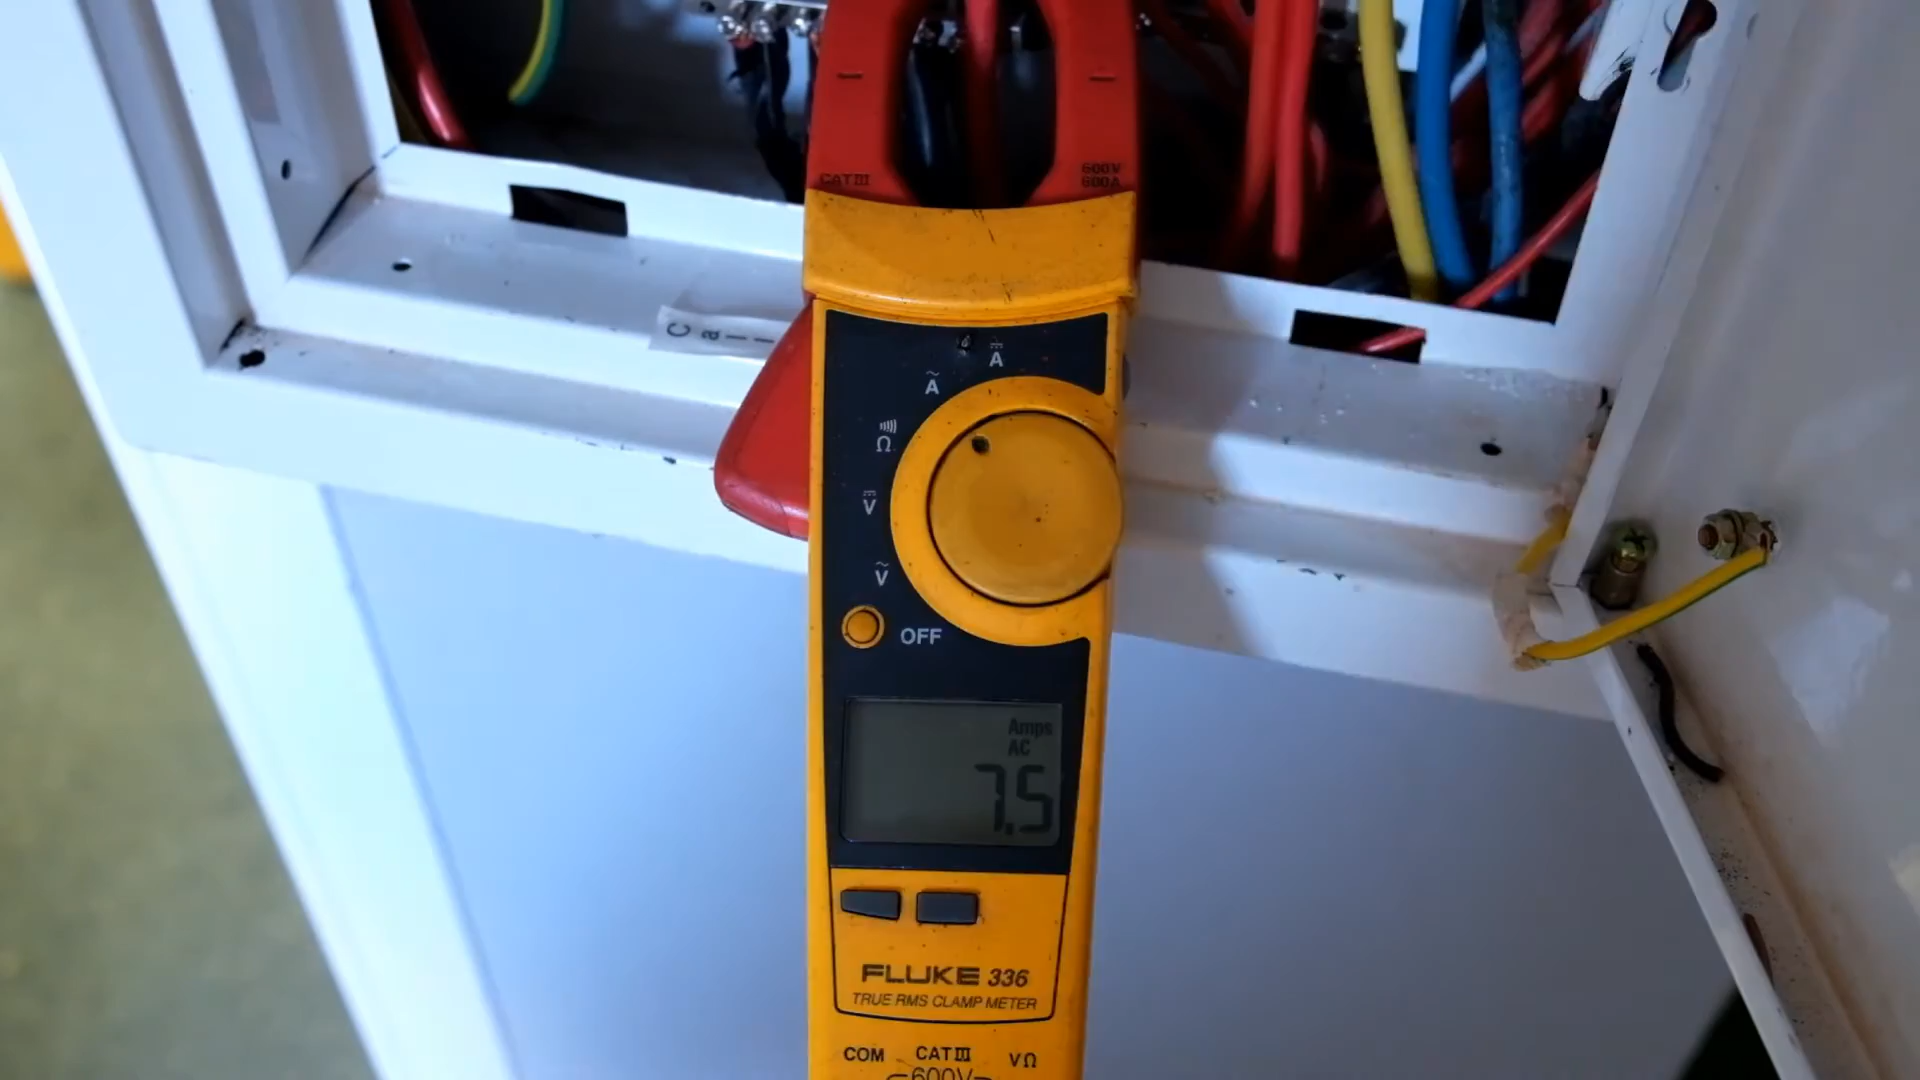 CAT III
600V
600A
C a l l
A
A
Ω
V
V
OFF
Amps
AC
7.5
FLUKE 336
TRUE RMS CLAMP METER
COM CAT III VΩ
600V